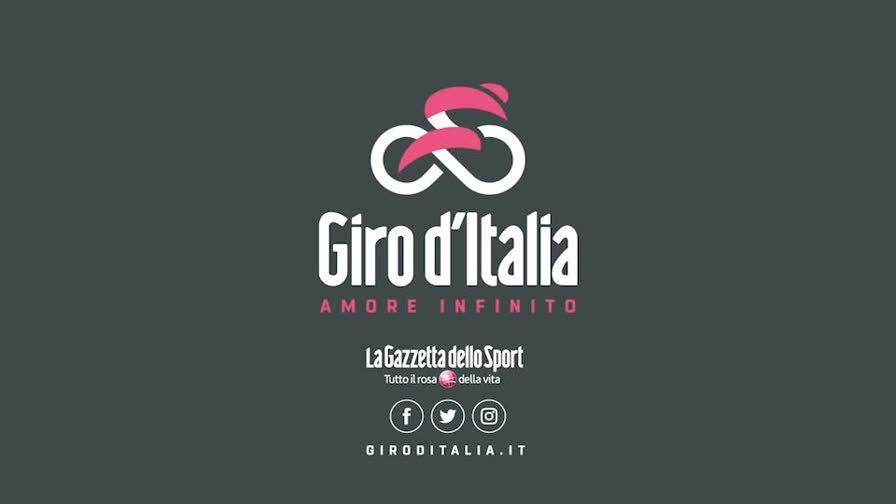 Giro d'Italia
AMORE INFINITO
La Gazzetta dello Sport
Tutto il rosa della vita
GIRODITALIA.IT